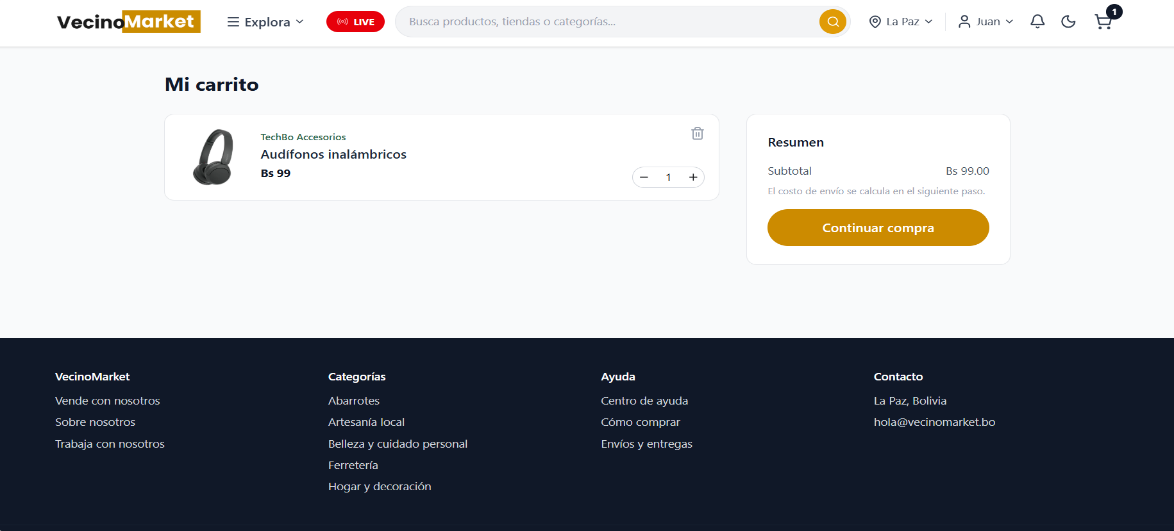 VecinoMarket
Explora
LIVE
Busca productos, tiendas o categorías...
La Paz
Juan
1
Mi carrito
TechBo Accesorios
Audífonos inalámbricos
Bs 99
− 1 +
Resumen
Subtotal Bs 99.00
El costo de envío se calcula en el siguiente paso.
Continuar compra
VecinoMarket
Vende con nosotros
Sobre nosotros
Trabaja con nosotros
Categorías
Abarrotes
Artesanía local
Belleza y cuidado personal
Ferretería
Hogar y decoración
Ayuda
Centro de ayuda
Cómo comprar
Envíos y entregas
Contacto
La Paz, Bolivia
hola@vecinomarket.bo